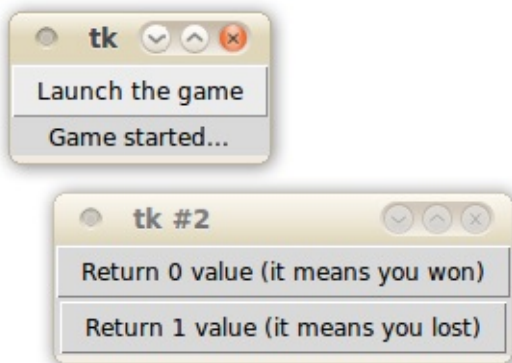 tk
Launch the game
Game started...
tk #2
Return 0 value (it means you won)
Return 1 value (it means you lost)